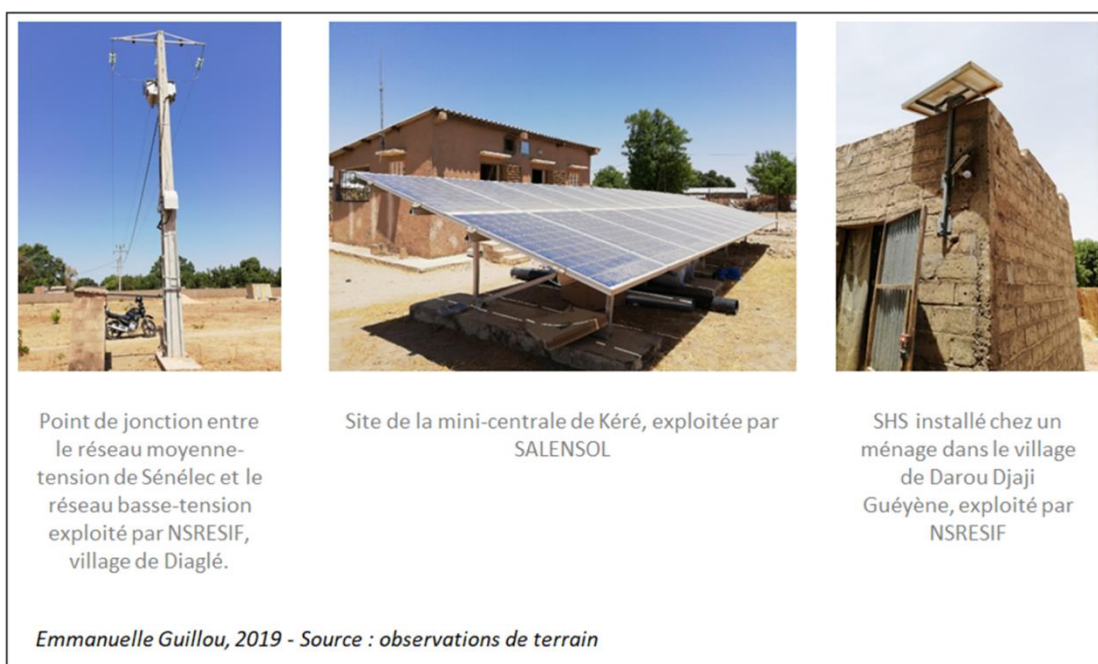 Point de jonction entre
le réseau moyenne-
tension de Sénélec et le
réseau basse-tension
exploité par NSRESIF,
village de Diaglé.
Site de la mini-centrale de Kéré, exploitée par
SALENSOL
SHS installé chez un
ménage dans le village
de Darou Djaji
Guéyène, exploité par
NSRESIF
Emmanuelle Guillou, 2019 - Source : observations de terrain